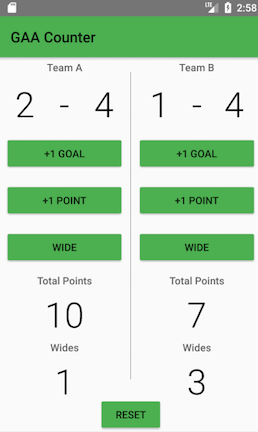 LTE 2:58
GAA Counter
Team A Team B
2 - 4 1 - 4
+1 GOAL +1 GOAL
+1 POINT +1 POINT
WIDE WIDE
Total Points Total Points
10 7
Wides Wides
1 3
RESET